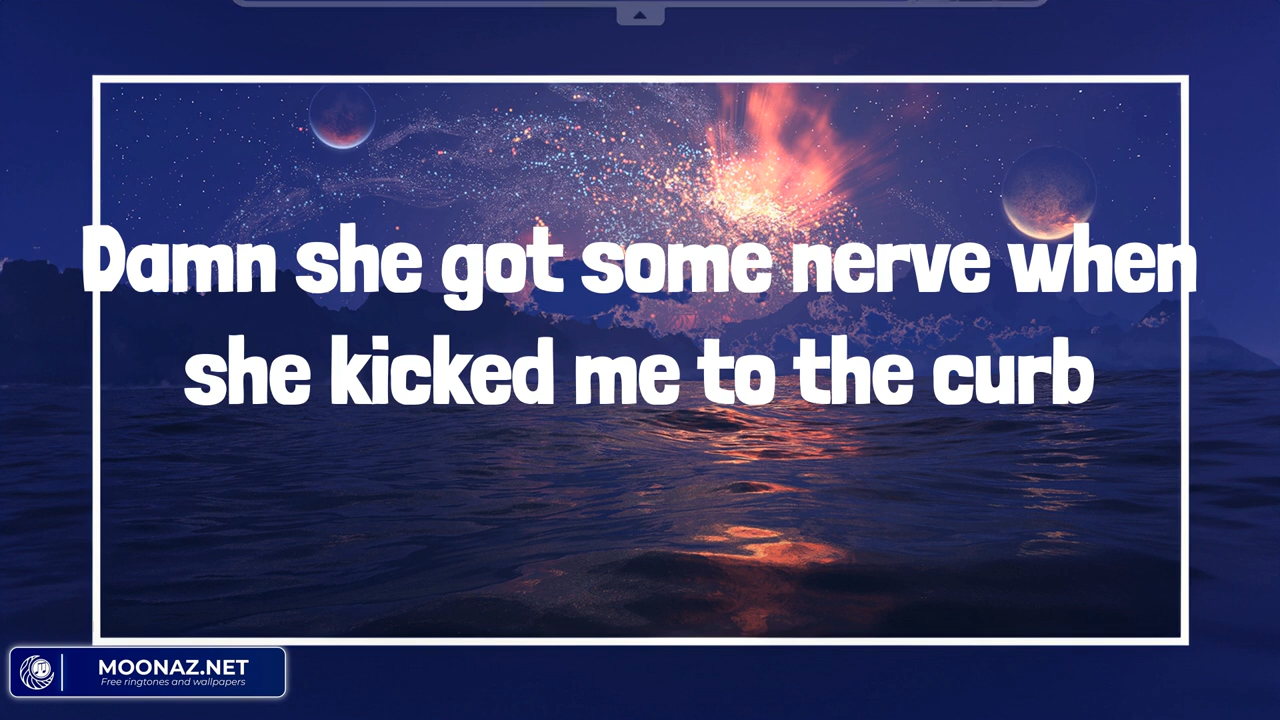 Damn she got some nerve when
she kicked me to the curb
MOONAZ.NET
Free ringtones and wallpapers